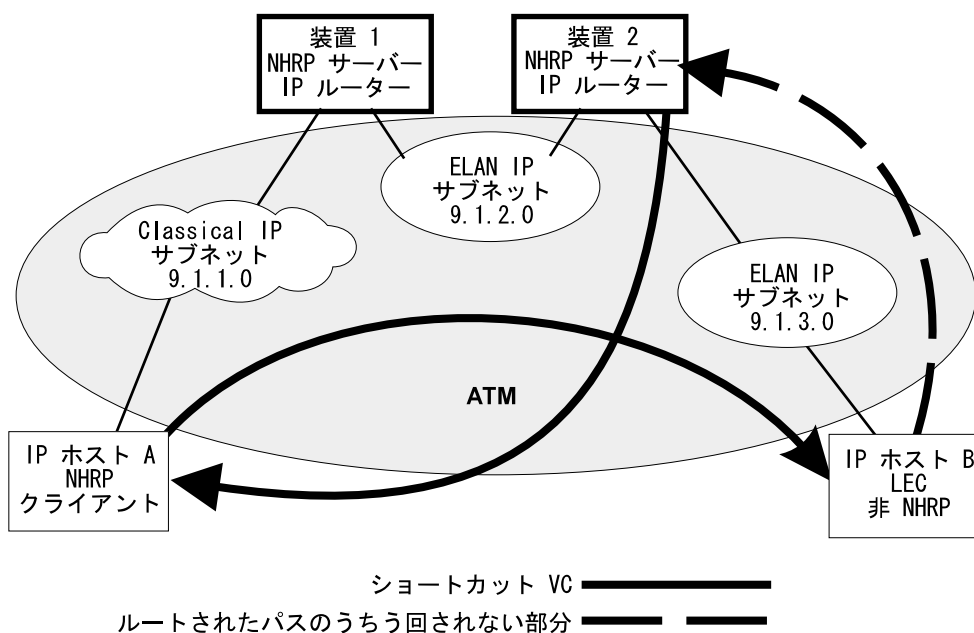 装置 1
NHRP サーバー
IP ルーター
装置 2
NHRP サーバー
IP ルーター
ELAN IP
サブネット
9.1.2.0
Classical IP
サブネット
9.1.1.0
ELAN IP
サブネット
9.1.3.0
ATM
IP ホスト A
NHRP
クライアント
IP ホスト B
LEC
非 NHRP
ショートカット VC
ルートされたパスのうちう回されない部分